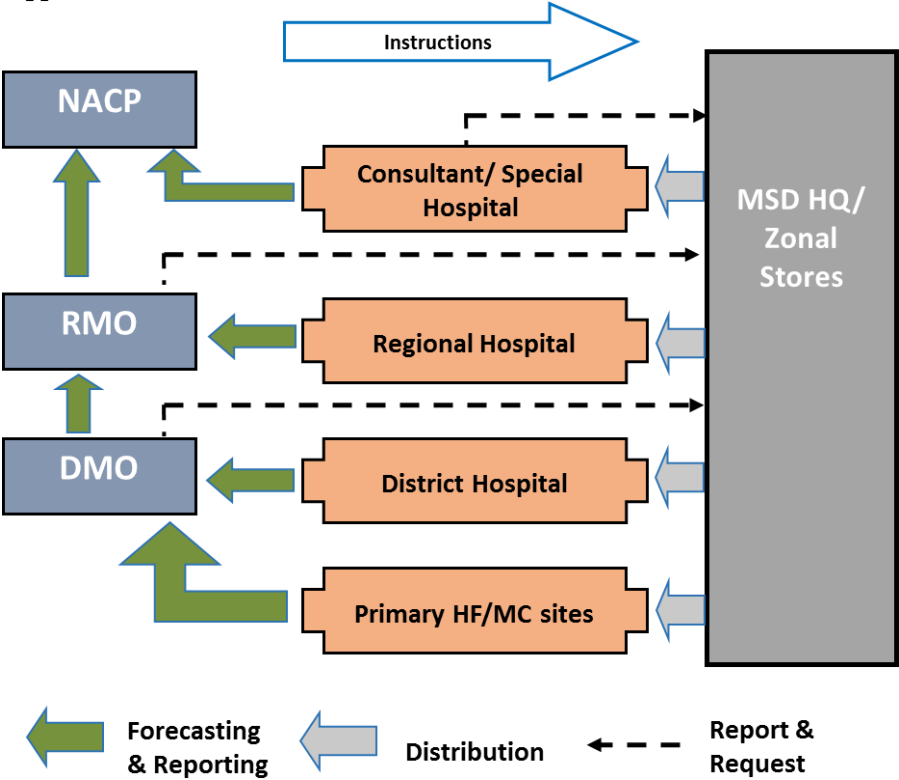 Instructions
NACP
Consultant/ Special
Hospital
MSD HQ/
Zonal
Stores
RMO
Regional Hospital
DMO
District Hospital
Primary HF/MC sites
Forecasting
& Reporting
Distribution
Report &
Request